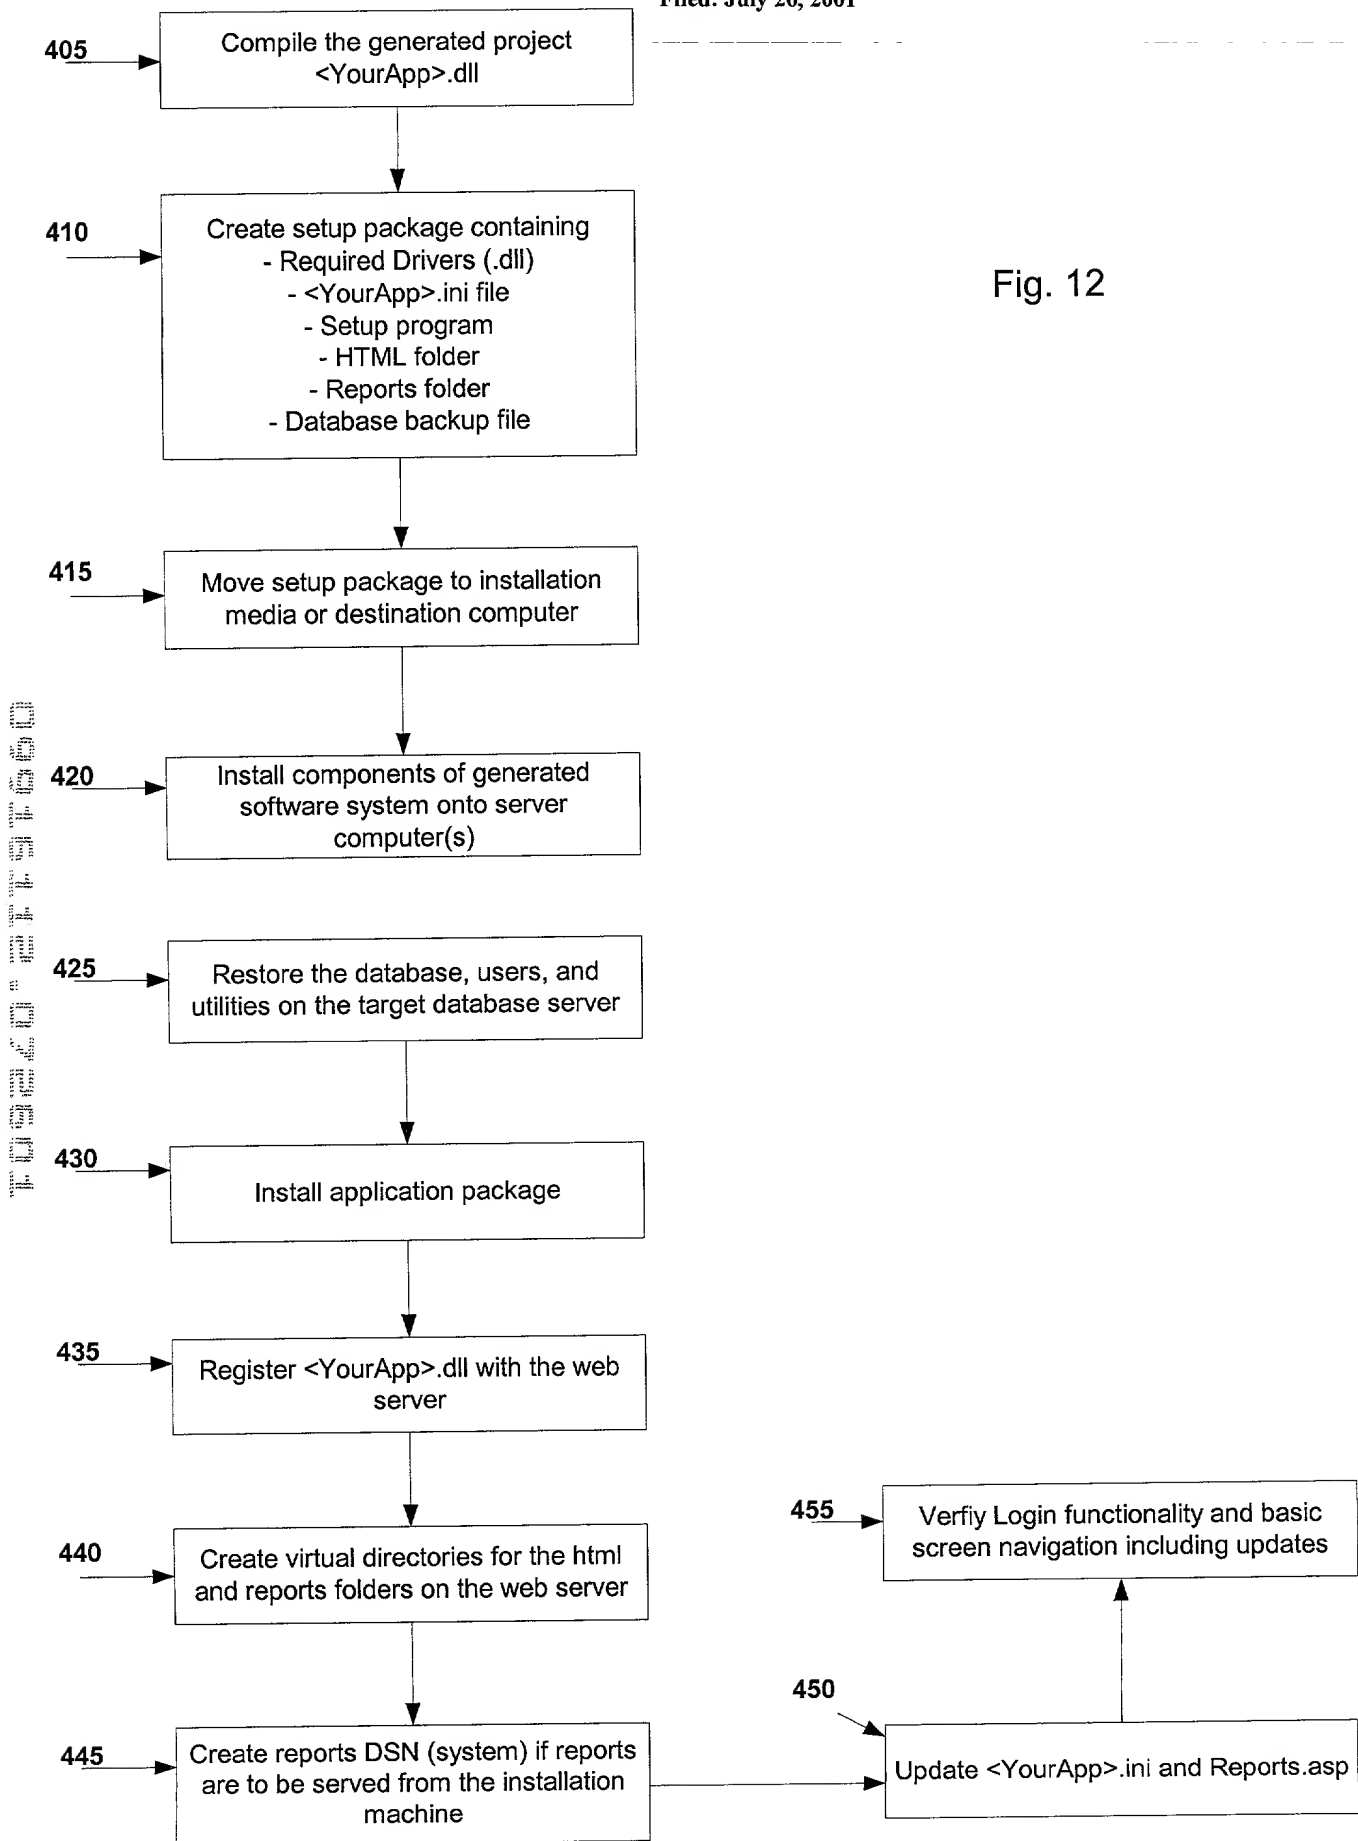 Filed: July 26, 2001
405
Compile the generated project
<YourApp>.dll
410
Create setup package containing
- Required Drivers (.dll)
- <YourApp>.ini file
- Setup program
- HTML folder
- Reports folder
- Database backup file
Fig. 12
415
Move setup package to installation
media or destination computer
420
Install components of generated
software system onto server
computer(s)
425
Restore the database, users, and
utilities on the target database server
430
Install application package
435
Register <YourApp>.dll with the web
server
440
Create virtual directories for the html
and reports folders on the web server
445
Create reports DSN (system) if reports
are to be served from the installation
machine
450
Update <YourApp>.ini and Reports.asp
455
Verfiy Login functionality and basic
screen navigation including updates